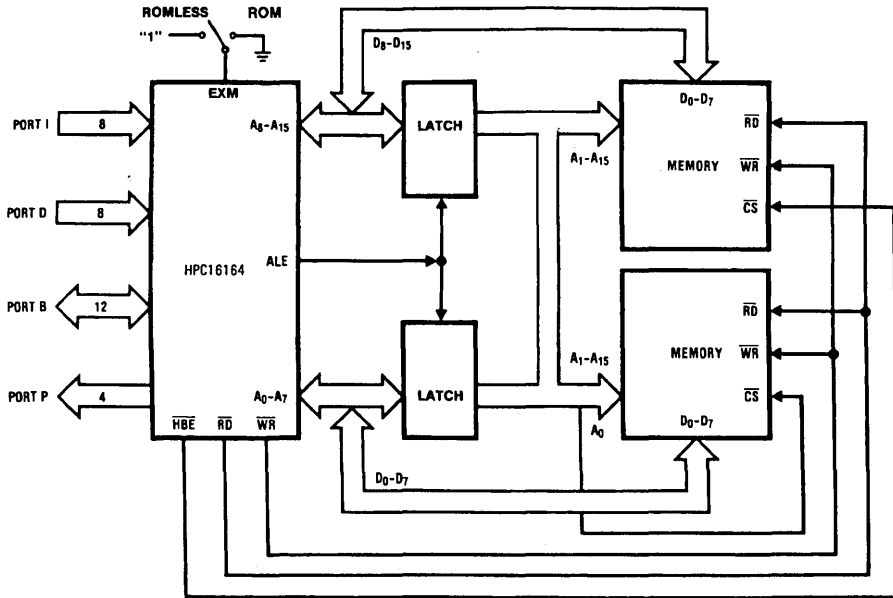 ROMLESS ROM
"1"
EXM
PORT I 8
A8–A15
LATCH
D8–D15
D0–D7
RD
A1–A15
MEMORY WR
CS
PORT D 8
HPC16164
ALE
PORT B 12
PORT P 4
A0–A7
HBE RD WR
LATCH
A1–A15
A0
D0–D7
RD
MEMORY WR
CS
D0–D7